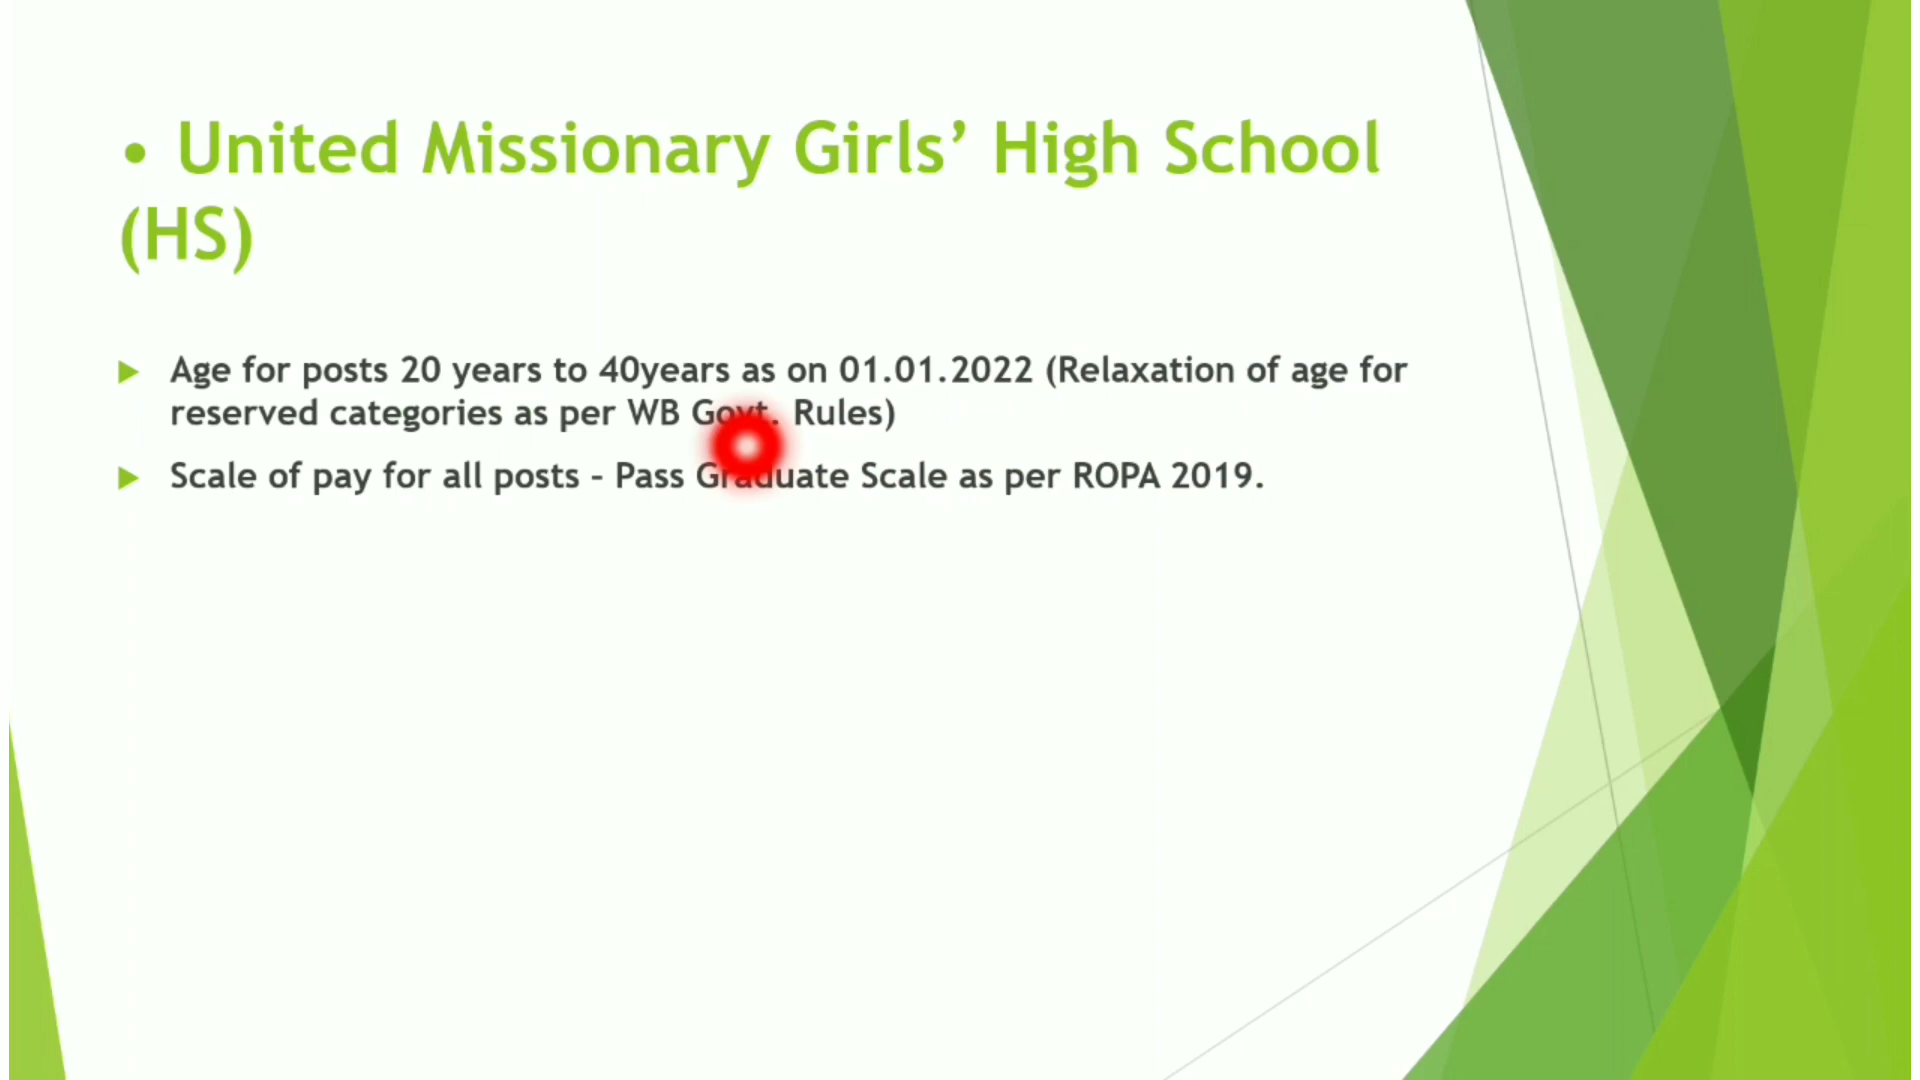 • United Missionary Girls’ High School
(HS)
Age for posts 20 years to 40years as on 01.01.2022 (Relaxation of age for
reserved categories as per WB Govt. Rules)
Scale of pay for all posts – Pass Graduate Scale as per ROPA 2019.